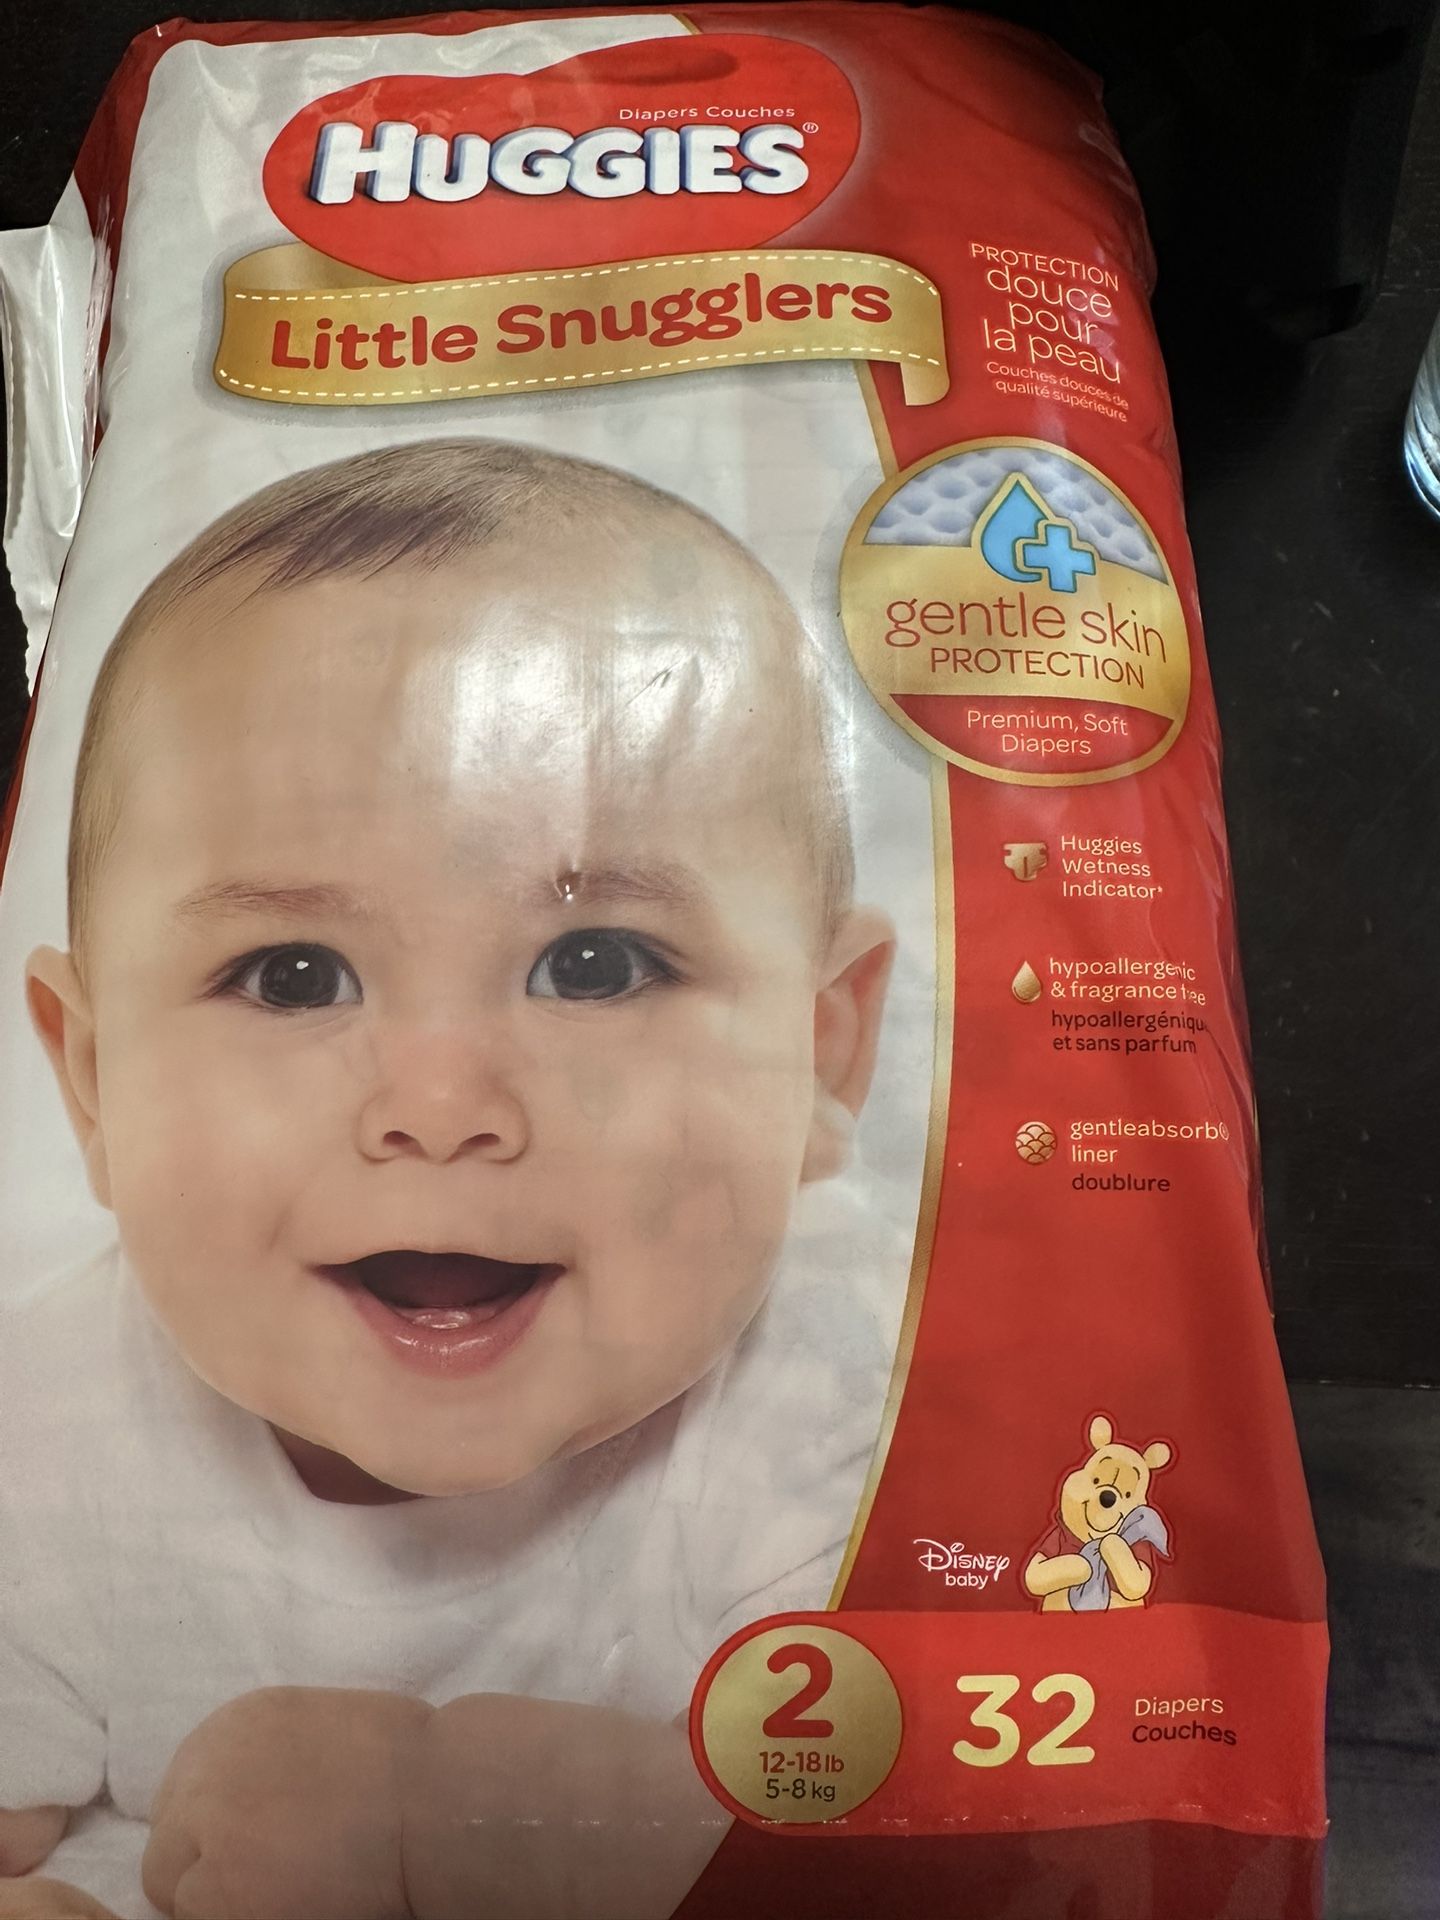 Diapers Couches
HUGGIES®
Little Snugglers
PROTECTION
douce
pour
la peau
Couches douces de
qualité supérieure
gentle skin
PROTECTION
Premium, Soft
Diapers
Huggies
Wetness
Indicator*
hypoallergenic
& fragrance free
hypoallergénique
et sans parfum
gentleabsorb®
liner
doublure
Disney
baby
2
12-18 lb
5-8 kg
32
Diapers
Couches